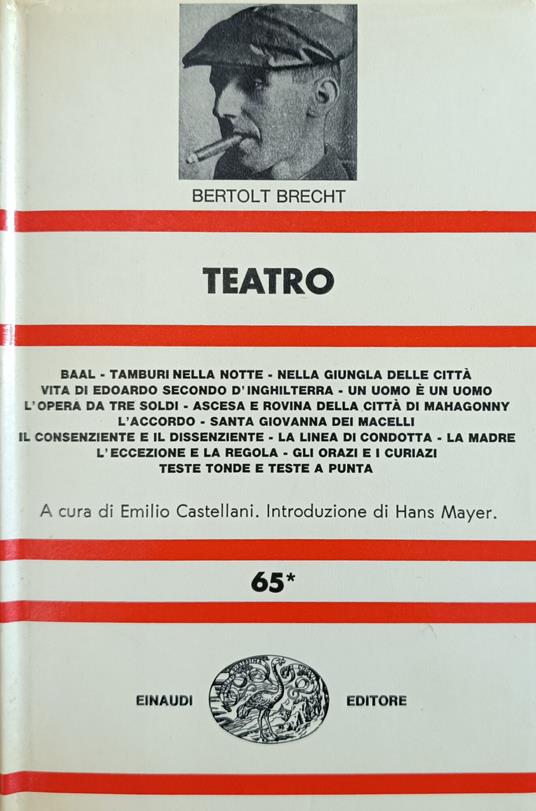 BERTOLT BRECHT
TEATRO
BAAL - TAMBURI NELLA NOTTE - NELLA GIUNGLA DELLE CITTÀ
VITA DI EDOARDO SECONDO D'INGHILTERRA - UN UOMO È UN UOMO
L'OPERA DA TRE SOLDI - ASCESA E ROVINA DELLA CITTÀ DI MAHAGONNY
L'ACCORDO - SANTA GIOVANNA DEI MACELLI
IL CONSENZIENTE E IL DISSENZIENTE - LA LINEA DI CONDOTTA - LA MADRE
L'ECCEZIONE E LA REGOLA - GLI ORAZI E I CURIAZI
TESTE TONDE E TESTE A PUNTA
A cura di Emilio Castellani. Introduzione di Hans Mayer.
65*
EINAUDI EDITORE